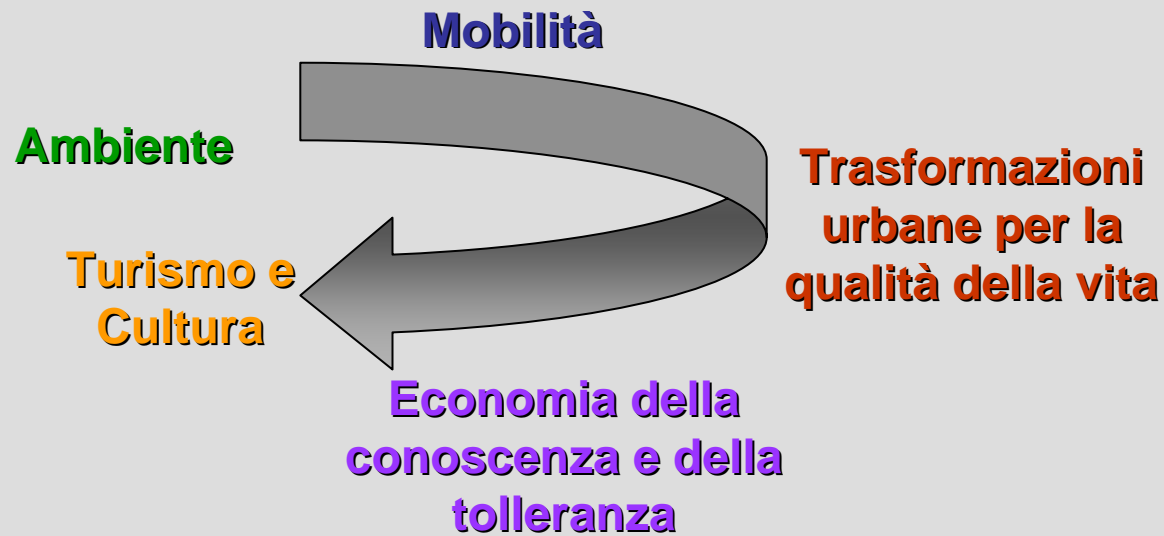 Mobilità
Ambiente
Trasformazioni
urbane per la
qualità della vita
Turismo e
Cultura
Economia della
conoscenza e della
tolleranza